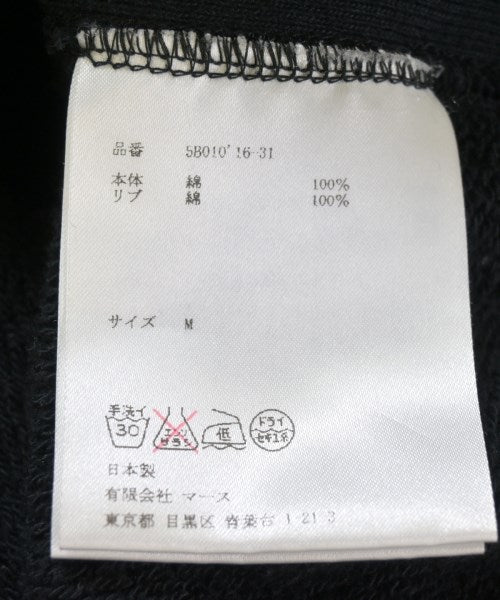 品番 5B010'16-31
本体 綿 100%
リブ 綿 100%
サイズ M
手洗イ 30 エンソサラシ 低 ドライ セキユ系
日本製
有限会社 マース
東京都 目黒区 青葉台 1-21-3